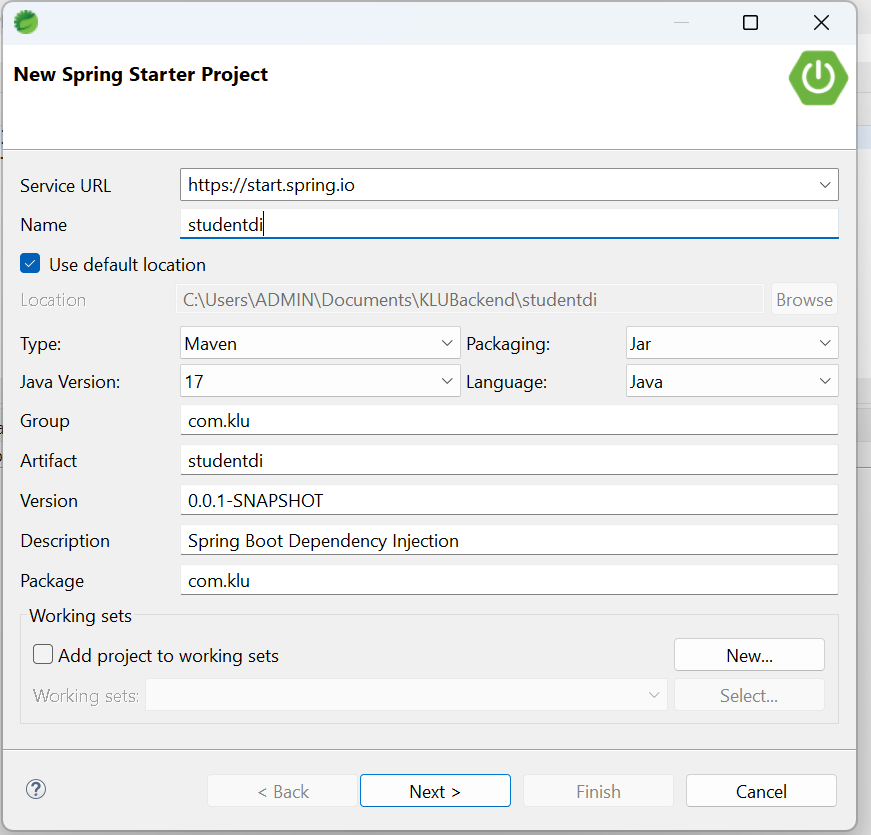 New Spring Starter Project
Service URL https://start.spring.io
Name studentdi
Use default location
Location C:\Users\ADMIN\Documents\KLUBackend\studentdi Browse
Type: Maven Packaging: Jar
Java Version: 17 Language: Java
Group com.klu
Artifact studentdi
Version 0.0.1-SNAPSHOT
Description Spring Boot Dependency Injection
Package com.klu
Working sets
Add project to working sets New...
Working sets: Select...
? < Back Next > Finish Cancel